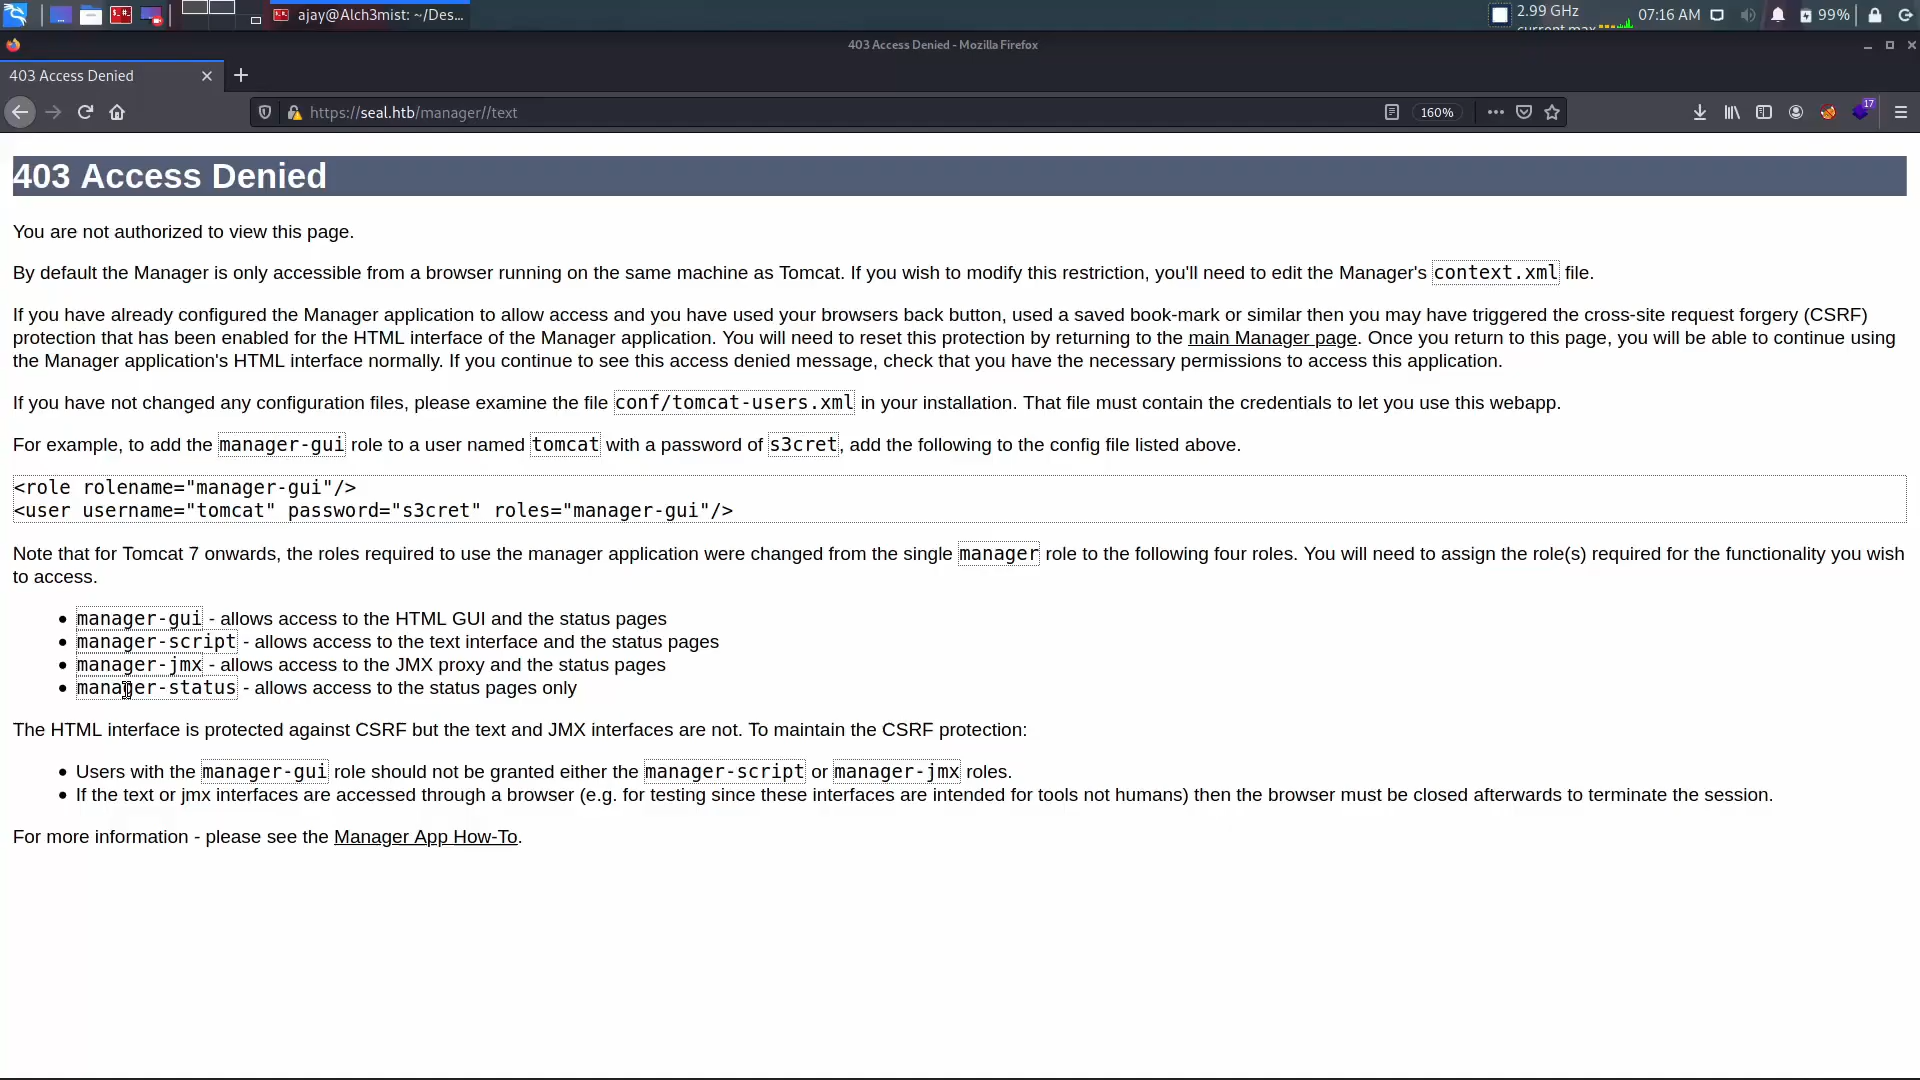 ajay@Alch3mist: ~/Des...
2.99 GHz
current max
07:16 AM
99%
403 Access Denied - Mozilla Firefox
403 Access Denied
https://seal.htb/manager//text
160%
17
403 Access Denied
You are not authorized to view this page.
By default the Manager is only accessible from a browser running on the same machine as Tomcat. If you wish to modify this restriction, you'll need to edit the Manager's context.xml file.
If you have already configured the Manager application to allow access and you have used your browsers back button, used a saved book-mark or similar then you may have triggered the cross-site request forgery (CSRF)
protection that has been enabled for the HTML interface of the Manager application. You will need to reset this protection by returning to the main Manager page. Once you return to this page, you will be able to continue using
the Manager application's HTML interface normally. If you continue to see this access denied message, check that you have the necessary permissions to access this application.
If you have not changed any configuration files, please examine the file conf/tomcat-users.xml in your installation. That file must contain the credentials to let you use this webapp.
For example, to add the manager-gui role to a user named tomcat with a password of s3cret, add the following to the config file listed above.
<role rolename="manager-gui"/>
<user username="tomcat" password="s3cret" roles="manager-gui"/>
Note that for Tomcat 7 onwards, the roles required to use the manager application were changed from the single manager role to the following four roles. You will need to assign the role(s) required for the functionality you wish
to access.
• manager-gui - allows access to the HTML GUI and the status pages
• manager-script - allows access to the text interface and the status pages
• manager-jmx - allows access to the JMX proxy and the status pages
• manager-status - allows access to the status pages only
The HTML interface is protected against CSRF but the text and JMX interfaces are not. To maintain the CSRF protection:
• Users with the manager-gui role should not be granted either the manager-script or manager-jmx roles.
• If the text or jmx interfaces are accessed through a browser (e.g. for testing since these interfaces are intended for tools not humans) then the browser must be closed afterwards to terminate the session.
For more information - please see the Manager App How-To.